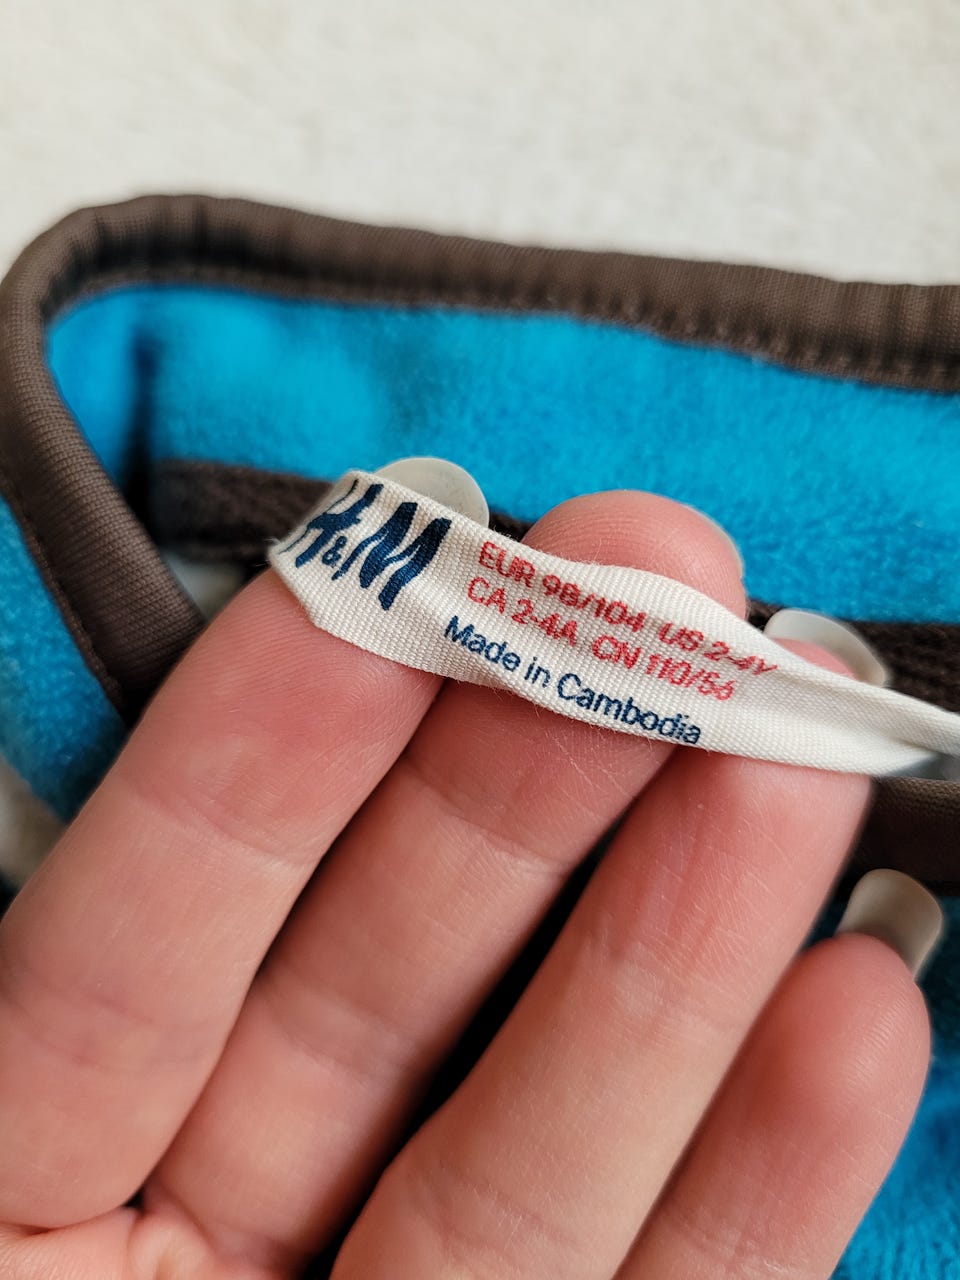 H&M
EUR 98/104 US 2-4Y
CA 2-4A CN 110/56
Made in Cambodia